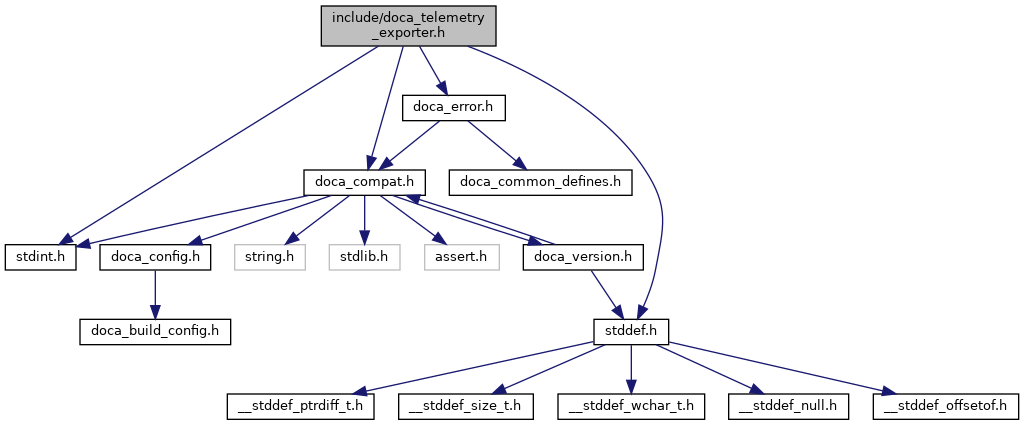 include/doca_telemetry
_exporter.h
doca_error.h
doca_compat.h
doca_common_defines.h
stdint.h
doca_config.h
string.h
stdlib.h
assert.h
doca_version.h
doca_build_config.h
stddef.h
__stddef_ptrdiff_t.h
__stddef_size_t.h
__stddef_wchar_t.h
__stddef_null.h
__stddef_offsetof.h